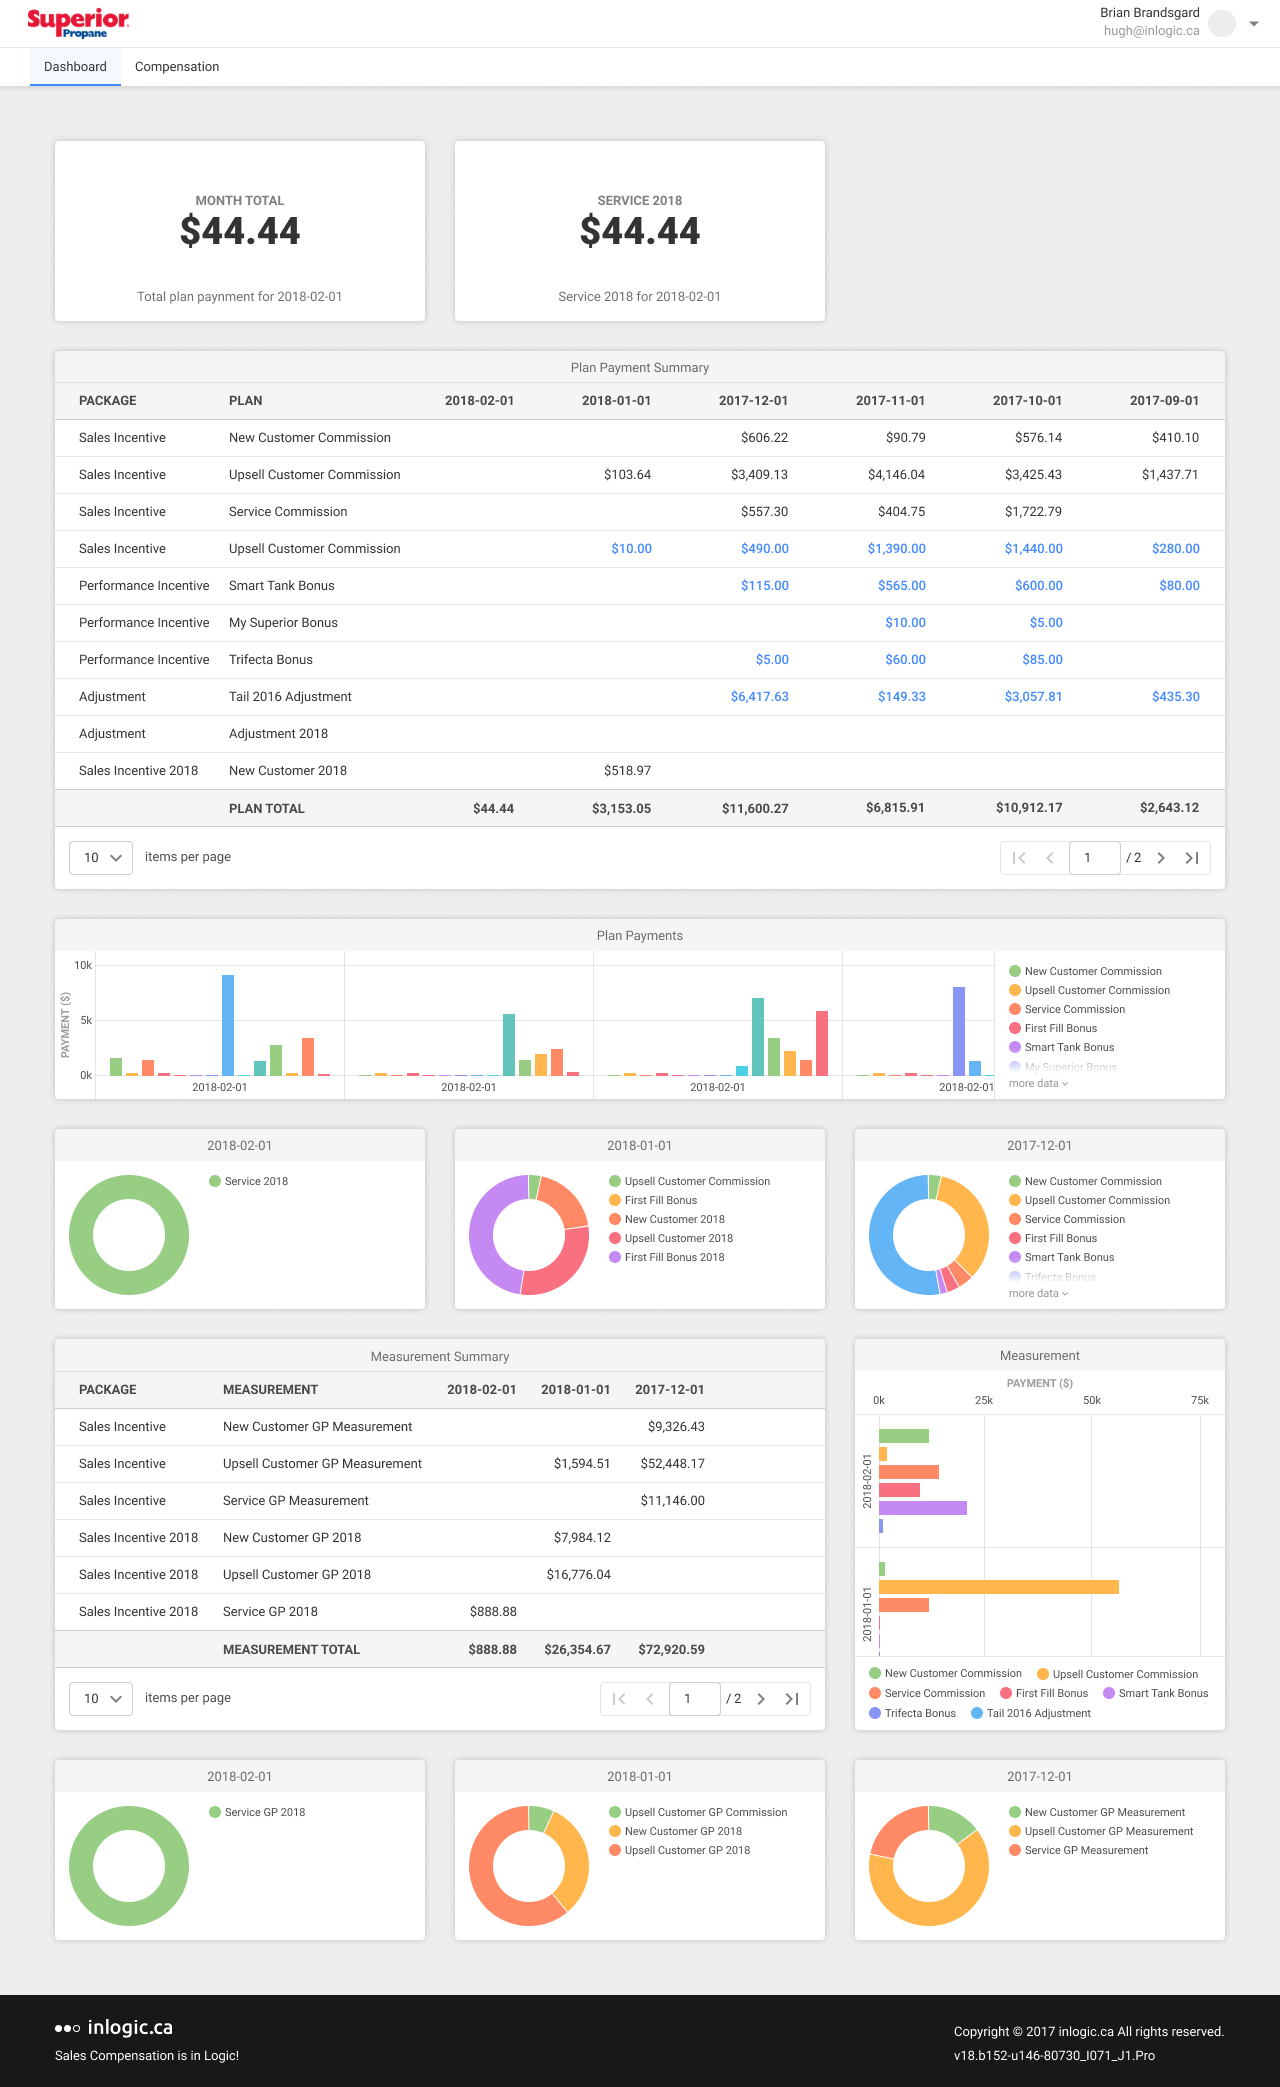 Superior
Propane
Brian Brandsgard
hugh@inlogic.ca
Dashboard Compensation
MONTH TOTAL
$44.44
Total plan paynment for 2018-02-01
SERVICE 2018
$44.44
Service 2018 for 2018-02-01
Plan Payment Summary
PACKAGE PLAN 2018-02-01 2018-01-01 2017-12-01 2017-11-01 2017-10-01 2017-09-01
Sales Incentive New Customer Commission $606.22 $90.79 $576.14 $410.10
Sales Incentive Upsell Customer Commission $103.64 $3,409.13 $4,146.04 $3,425.43 $1,437.71
Sales Incentive Service Commission $557.30 $404.75 $1,722.79
Sales Incentive Upsell Customer Commission $10.00 $490.00 $1,390.00 $1,440.00 $280.00
Performance Incentive Smart Tank Bonus $115.00 $565.00 $600.00 $80.00
Performance Incentive My Superior Bonus $10.00 $5.00
Performance Incentive Trifecta Bonus $5.00 $60.00 $85.00
Adjustment Tail 2016 Adjustment $6,417.63 $149.33 $3,057.81 $435.30
Adjustment Adjustment 2018
Sales Incentive 2018 New Customer 2018 $518.97
PLAN TOTAL $44.44 $3,153.05 $11,600.27 $6,815.91 $10,912.17 $2,643.12
10 items per page 1 / 2
Plan Payments
PAYMENT ($)
10k
5k
0k
2018-02-01 2018-02-01 2018-02-01 2018-02-01
New Customer Commission
Upsell Customer Commission
Service Commission
First Fill Bonus
Smart Tank Bonus
My Superior Bonus
more data
2018-02-01
Service 2018
2018-01-01
Upsell Customer Commission
First Fill Bonus
New Customer 2018
Upsell Customer 2018
First Fill Bonus 2018
2017-12-01
New Customer Commission
Upsell Customer Commission
Service Commission
First Fill Bonus
Smart Tank Bonus
Trifecta Bonus
more data
Measurement Summary
PACKAGE MEASUREMENT 2018-02-01 2018-01-01 2017-12-01
Sales Incentive New Customer GP Measurement $9,326.43
Sales Incentive Upsell Customer GP Measurement $1,594.51 $52,448.17
Sales Incentive Service GP Measurement $11,146.00
Sales Incentive 2018 New Customer GP 2018 $7,984.12
Sales Incentive 2018 Upsell Customer GP 2018 $16,776.04
Sales Incentive 2018 Service GP 2018 $888.88
MEASUREMENT TOTAL $888.88 $26,354.67 $72,920.59
10 items per page 1 / 2
Measurement
PAYMENT ($)
0k 25k 50k 75k
2018-02-01
2018-01-01
New Customer Commission Upsell Customer Commission
Service Commission First Fill Bonus Smart Tank Bonus
Trifecta Bonus Tail 2016 Adjustment
2018-02-01
Service GP 2018
2018-01-01
Upsell Customer GP Commission
New Customer GP 2018
Upsell Customer GP 2018
2017-12-01
New Customer GP Measurement
Upsell Customer GP Measurement
Service GP Measurement
inlogic.ca
Sales Compensation is in Logic!
Copyright © 2017 inlogic.ca All rights reserved.
v18.b152-u146-80730_I071_J1.Pro